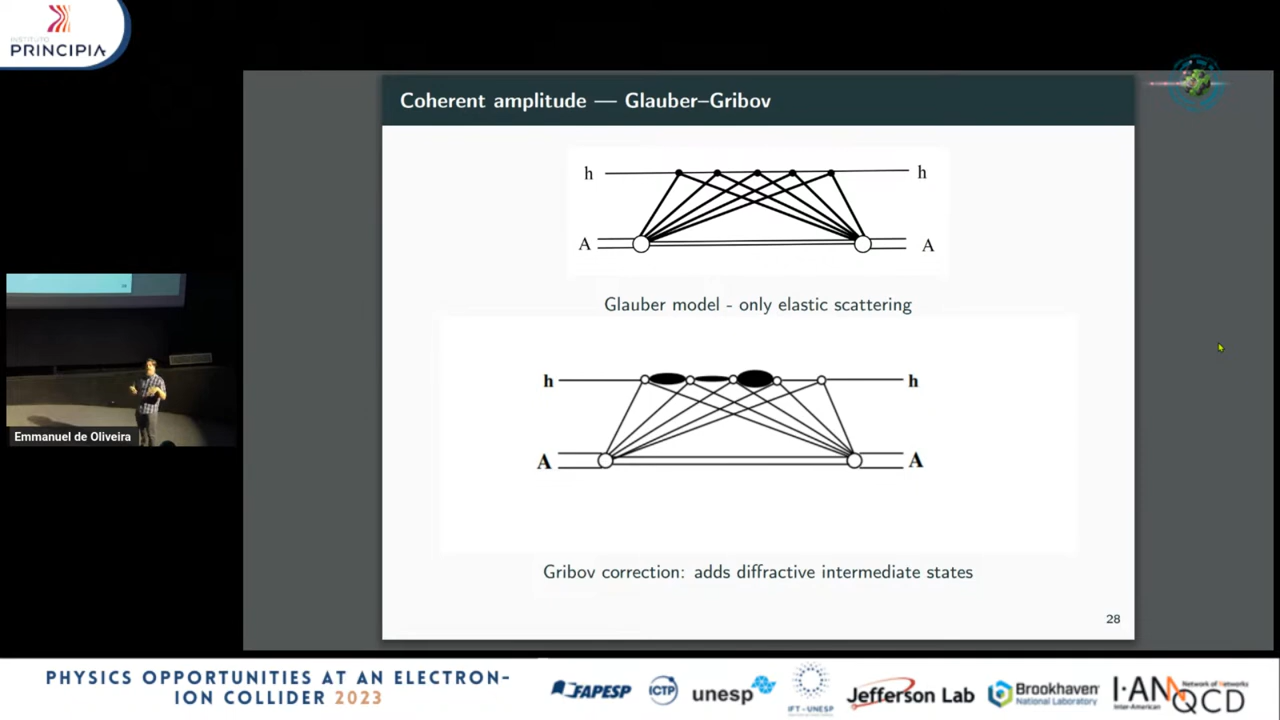 INSTITUTO
PRINCIPIA
Coherent amplitude — Glauber–Gribov
h
h
A
A
Glauber model - only elastic scattering
h
h
A
A
Gribov correction: adds diffractive intermediate states
28
Emmanuel de Oliveira
PHYSICS OPPORTUNITIES AT AN ELECTRON-
ION COLLIDER 2023
FAPESP
ICTP
unesp
IFT - UNESP
Jefferson Lab
Brookhaven
National Laboratory
I·ANQCD
Inter-American
Network of Networks